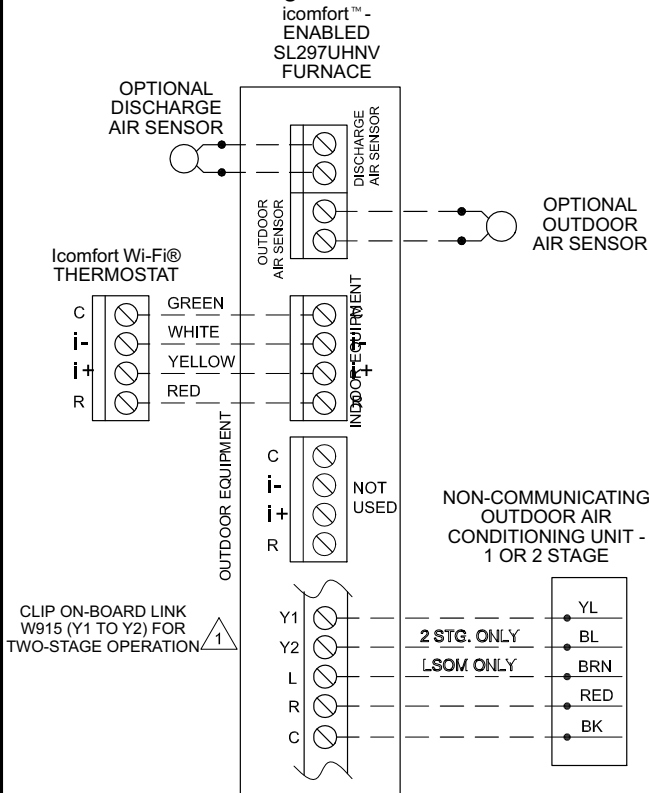 icomfort™-
ENABLED
SL297UHNV
FURNACE
OPTIONAL
DISCHARGE
AIR SENSOR
DISCHARGE
AIR SENSOR
OUTDOOR
AIR SENSOR
OPTIONAL
OUTDOOR
AIR SENSOR
Icomfort Wi-Fi®
THERMOSTAT
C
i-
i+
R
GREEN
WHITE
YELLOW
RED
INDOOR EQUIPMENT
C
i-
i+
R
OUTDOOR EQUIPMENT
C
i-
i+
R
NOT
USED
NON-COMMUNICATING
OUTDOOR AIR
CONDITIONING UNIT -
1 OR 2 STAGE
CLIP ON-BOARD LINK
W915 (Y1 TO Y2) FOR
TWO-STAGE OPERATION
1
Y1
Y2
L
R
C
2 STG. ONLY
LSOM ONLY
YL
BL
BRN
RED
BK